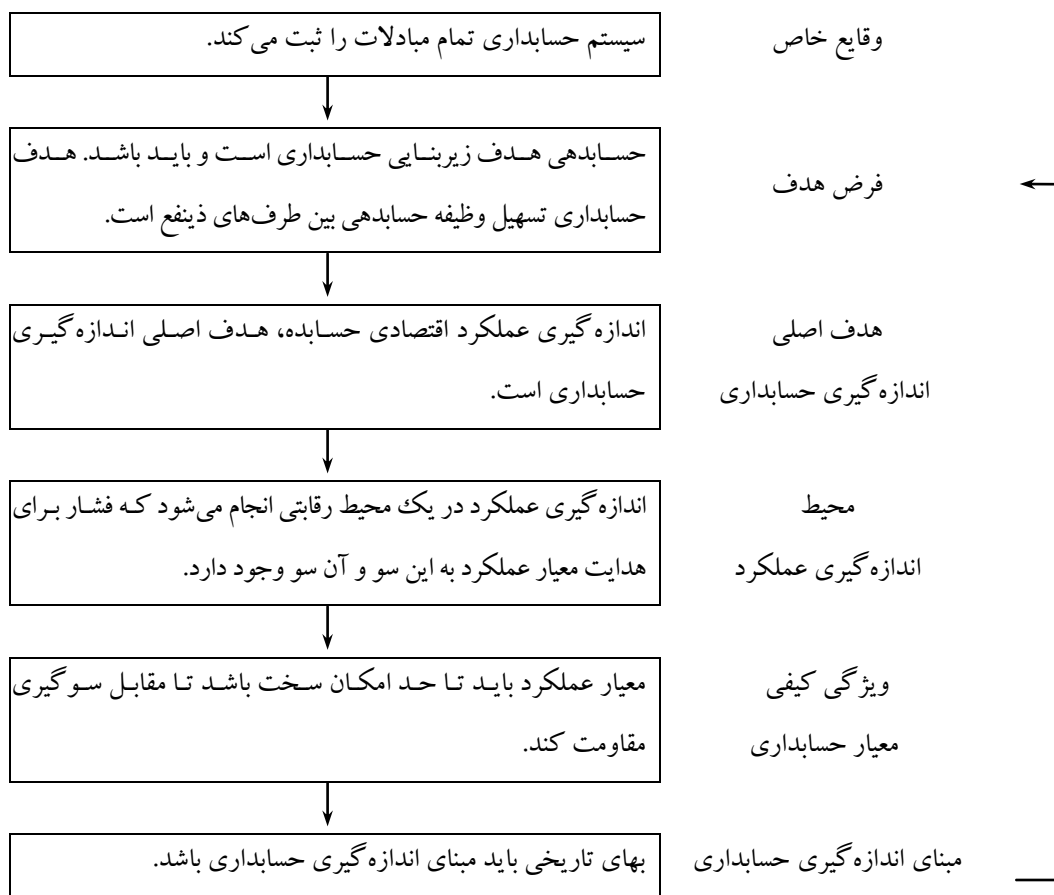 وقایع خاص
سیستم حسابداری تمام مبادلات را ثبت می‌کند.
فرض هدف
حسابدهی هدف زیربنایی حسابداری است و باید باشد. هدف
حسابداری تسهیل وظیفه حسابدهی بین طرف‌های ذینفع است.
هدف اصلی
اندازه‌گیری حسابداری
اندازه‌گیری عملکرد اقتصادی حسابده، هدف اصلی اندازه‌گیری
حسابداری است.
محیط
اندازه‌گیری عملکرد
اندازه‌گیری عملکرد در یک محیط رقابتی انجام می‌شود که فشار برای
هدایت معیار عملکرد به این سو و آن سو وجود دارد.
ویژگی کیفی
معیار حسابداری
معیار عملکرد باید تا حد امکان سخت باشد تا مقابل سوگیری
مقاومت کند.
مبنای اندازه‌گیری حسابداری
بهای تاریخی باید مبنای اندازه‌گیری حسابداری باشد.